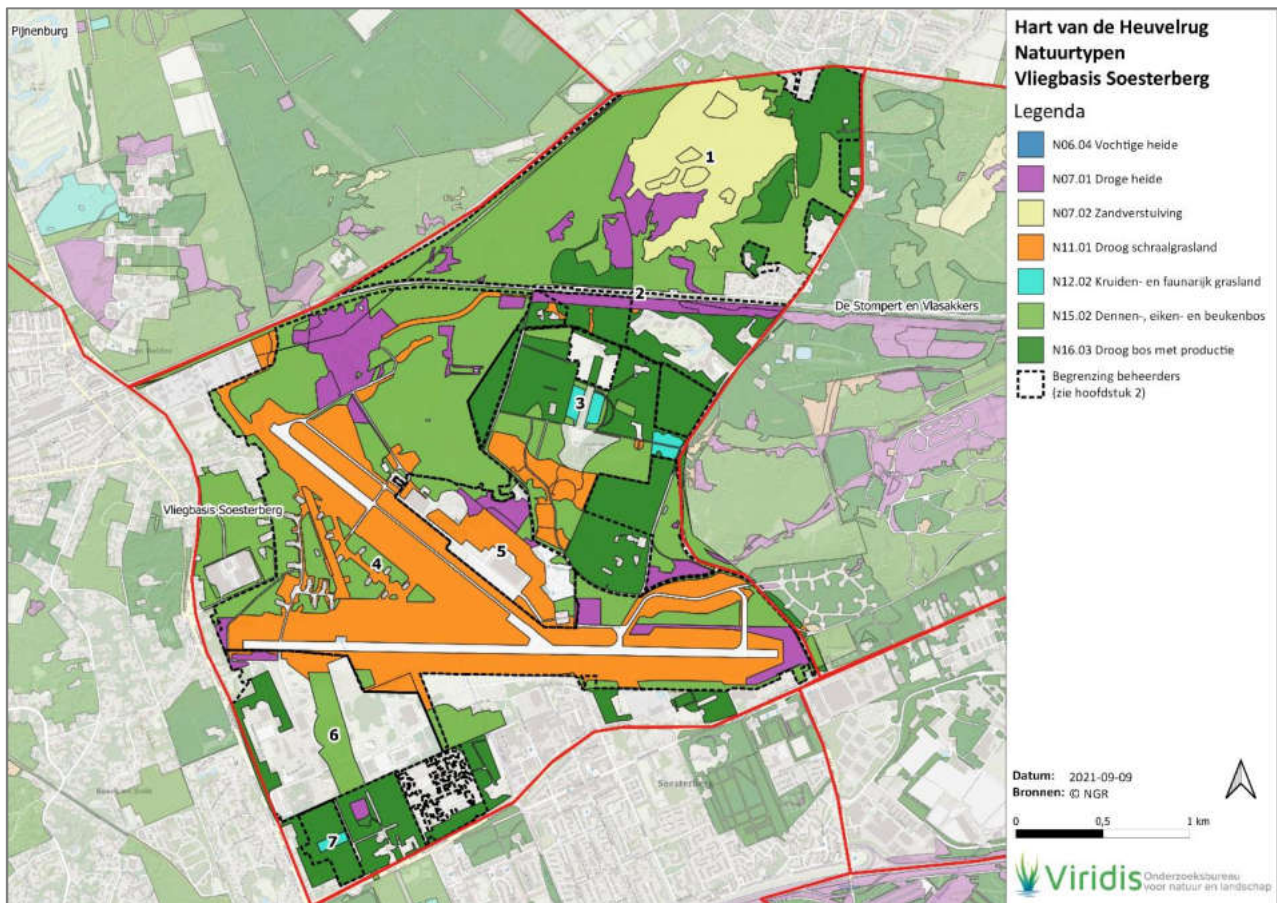 Pijnenburg
Hart van de Heuvelrug
Natuurtypen
Vliegbasis Soesterberg
Legenda
N06.04 Vochtige heide
N07.01 Droge heide
N07.02 Zandverstuiving
N11.01 Droog schraalgrasland
N12.02 Kruiden- en faunarijk grasland
N15.02 Dennen-, eiken- en beukenbos
N16.03 Droog bos met productie
Begrenzing beheerders
(zie hoofdstuk 2)
1
2
De Stompert en Vlasakkers
3
Vliegbasis Soesterberg
4
5
6
7
Soesterberg
Datum: 2021-09-09
Bronnen: © NGR
0 0,5 1 km
Viridis Onderzoeksbureau
voor natuur en landschap